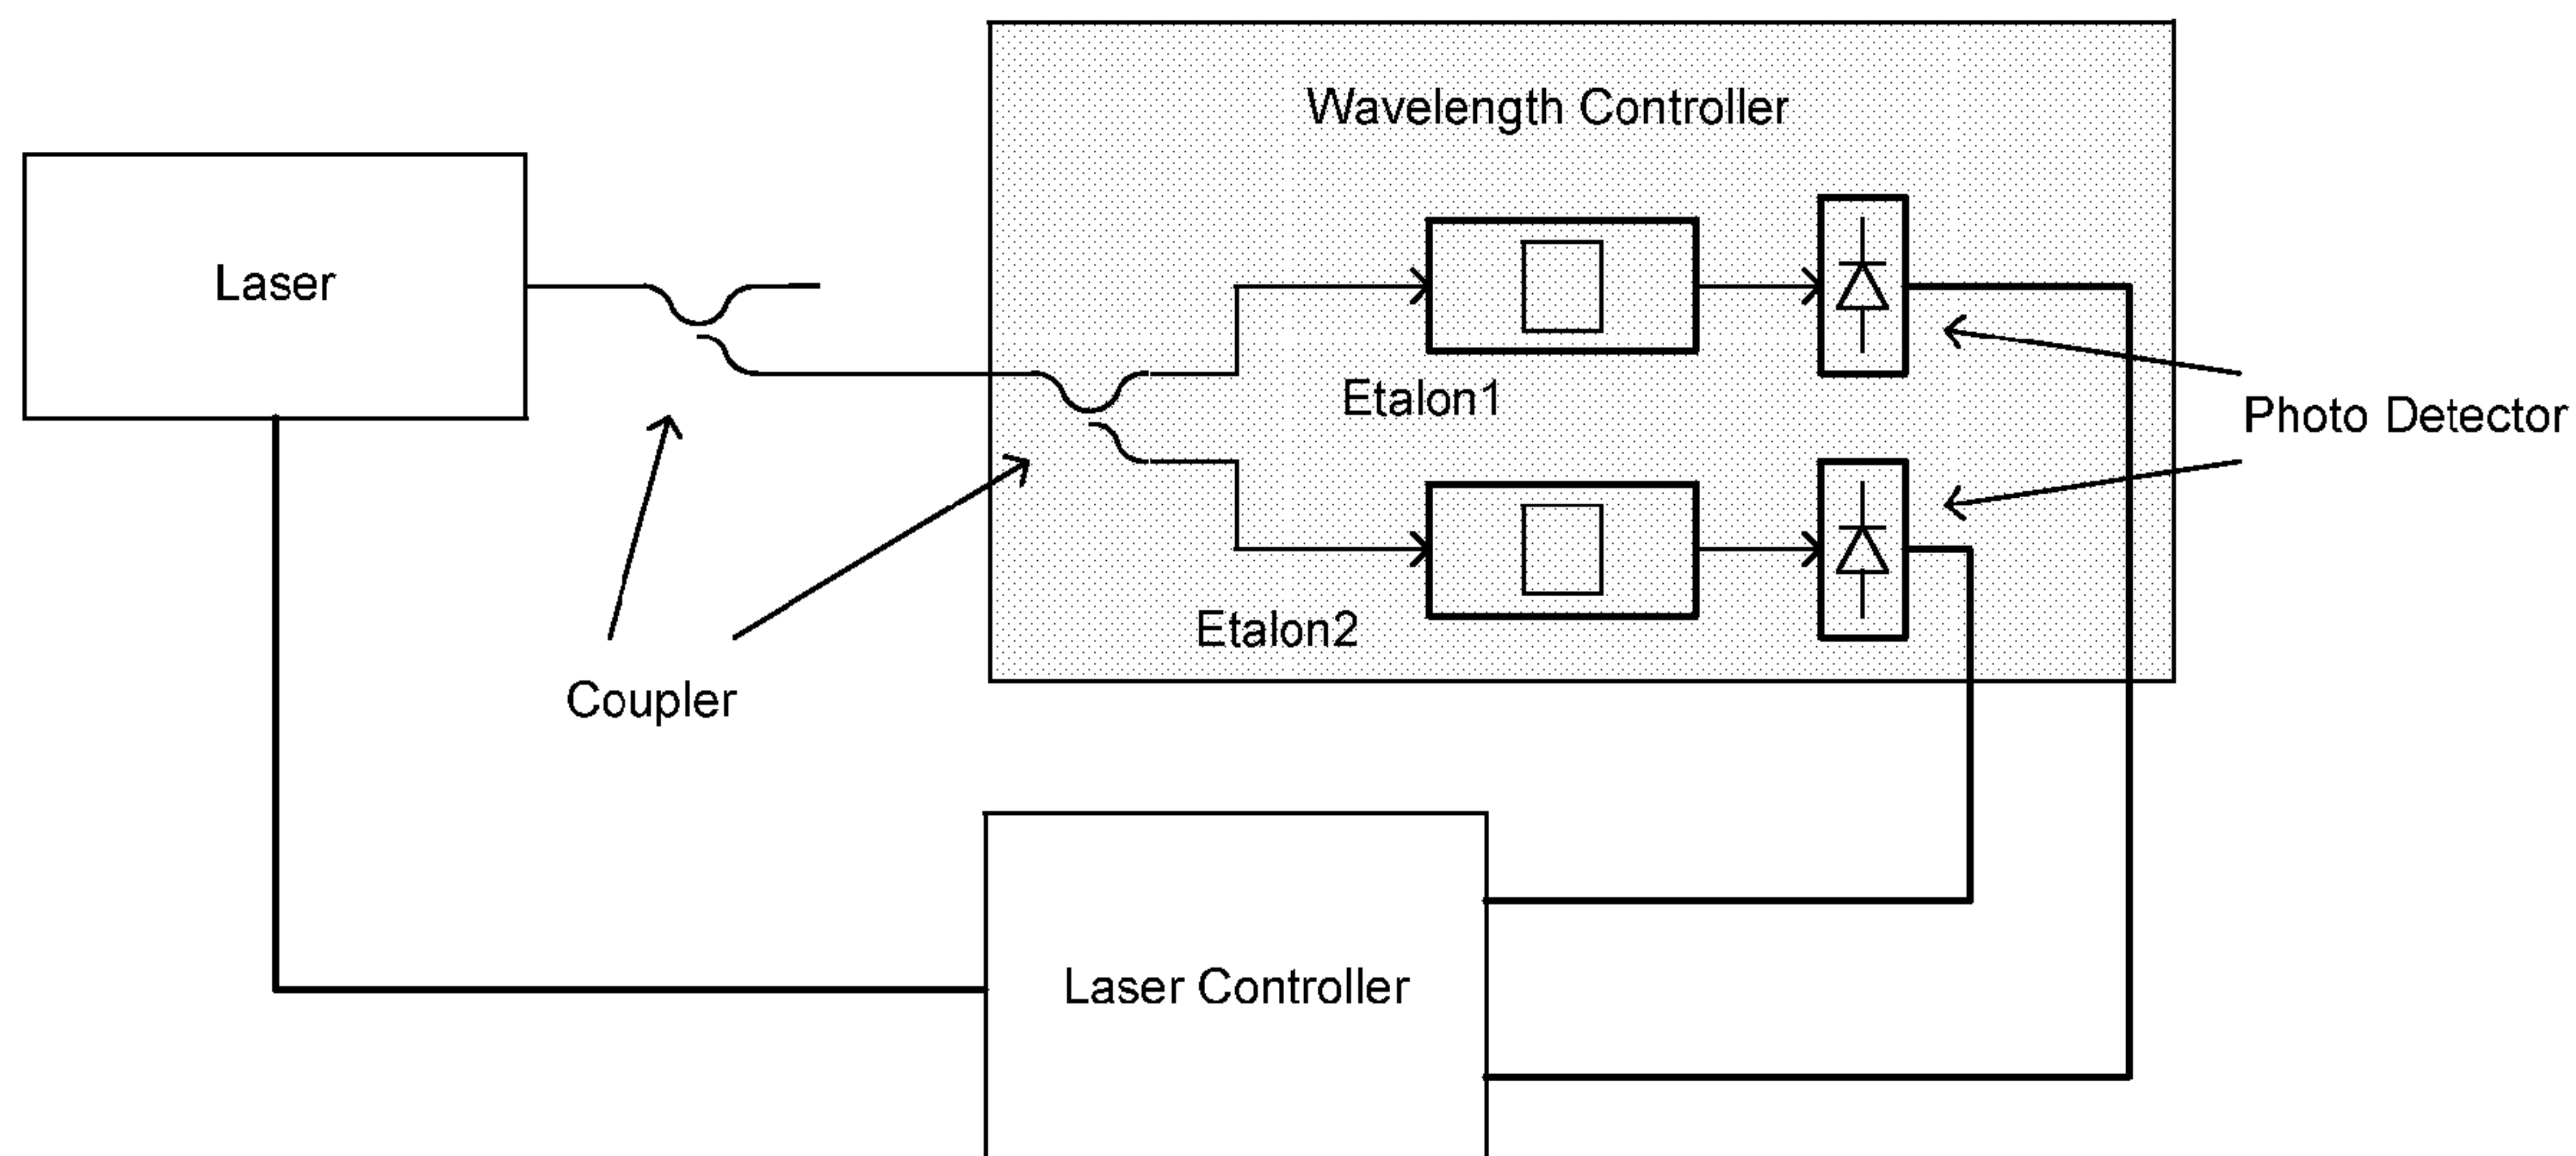 Wavelength Controller
Laser
Etalon1
Photo Detector
Etalon2
Coupler
Laser Controller